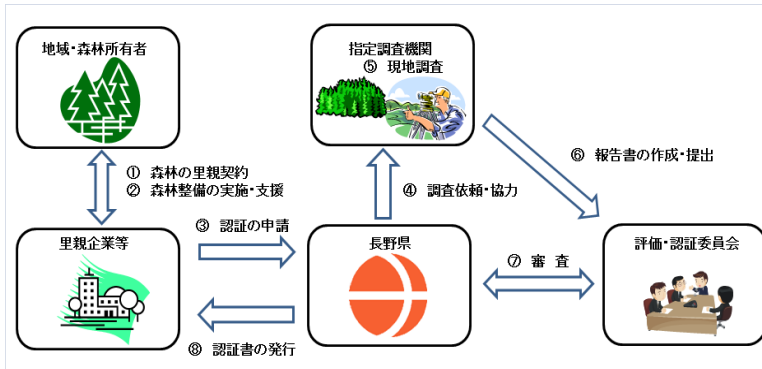 地域・森林所有者
指定調査機関
⑤ 現地調査
① 森林の里親契約
② 森林整備の実施・支援
④ 調査依頼・協力
⑥ 報告書の作成・提出
里親企業等
③ 認証の申請
長野県
⑦ 審 査
評価・認証委員会
⑧ 認証書の発行